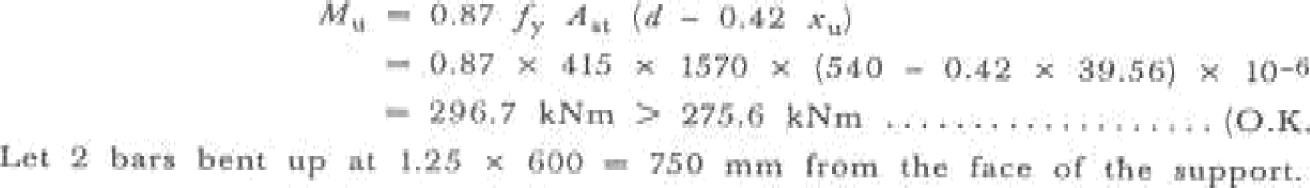 Mu = 0.87 fy Ast (d - 0.42 xu)
= 0.87 × 415 × 1570 × (540 - 0.42 × 39.56) × 10-6
= 296.7 kNm > 275.6 kNm ................... (O.K.
Let 2 bars bent up at 1.25 × 600 = 750 mm from the face of the support.